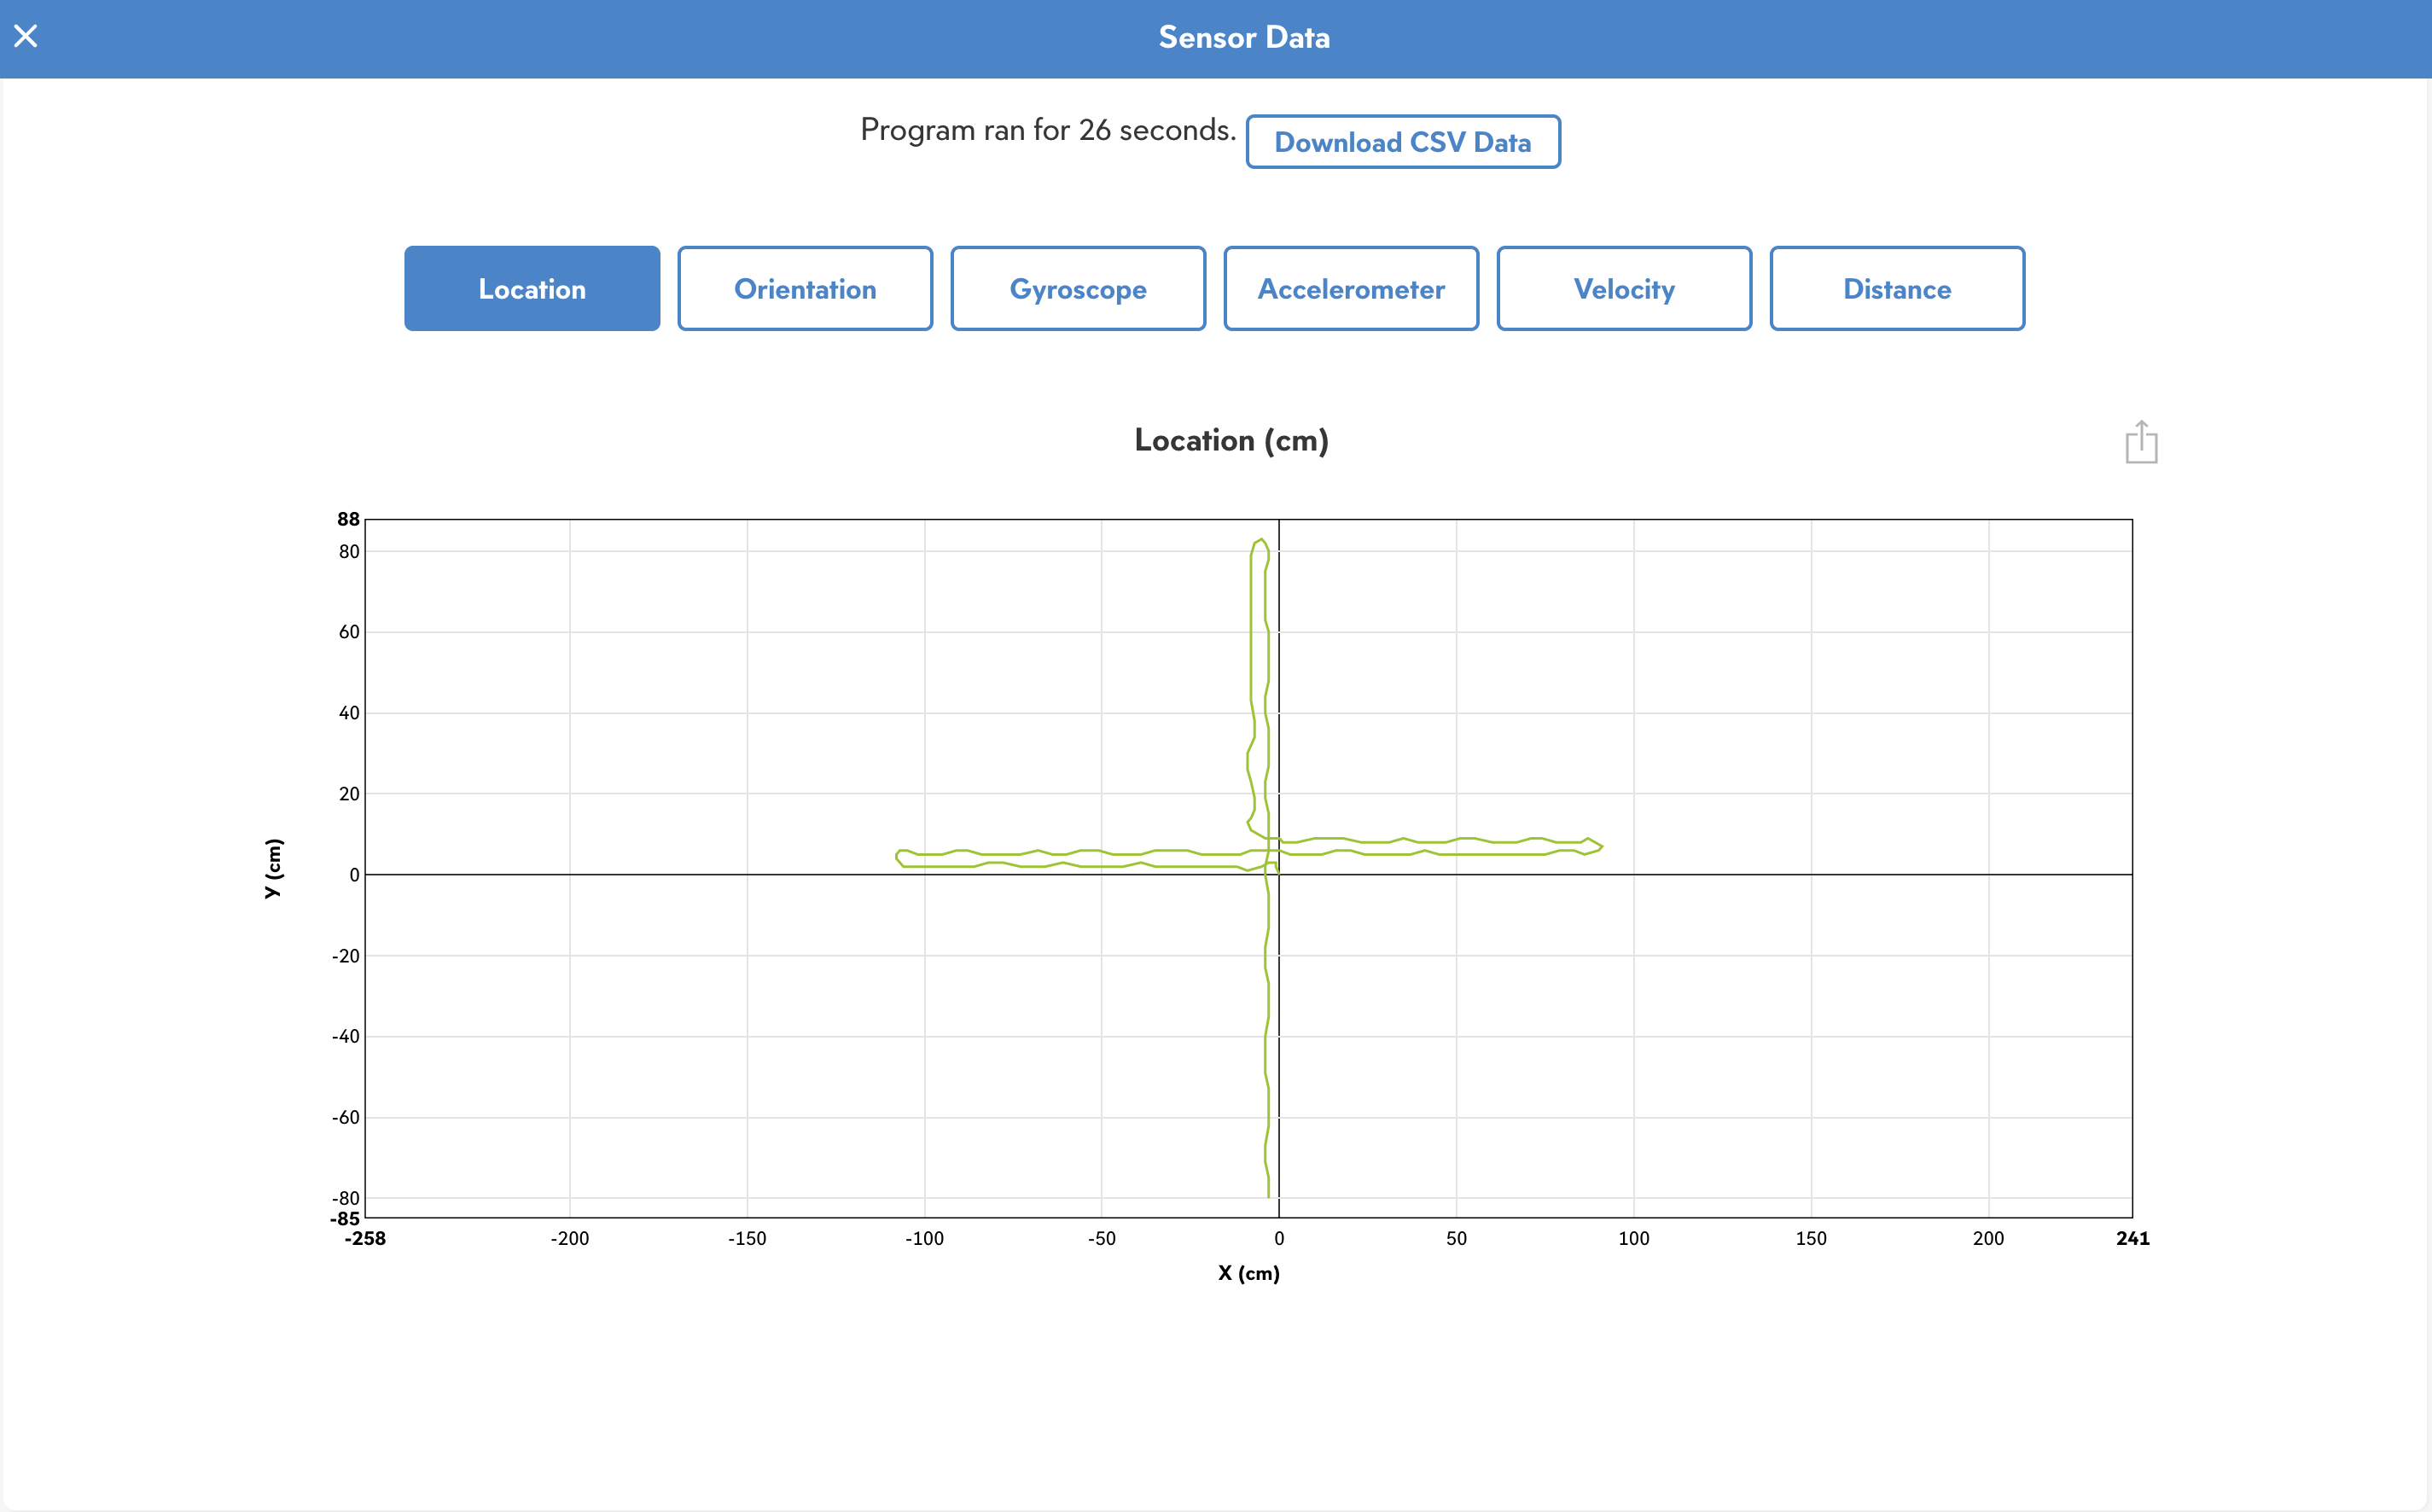 Sensor Data
Program ran for 26 seconds. Download CSV Data
Location Orientation Gyroscope Accelerometer Velocity Distance
Location (cm)
88
80
60
40
20
0
-20
-40
-60
-80
-85
Y (cm)
-258 -200 -150 -100 -50 0 50 100 150 200 241
X (cm)